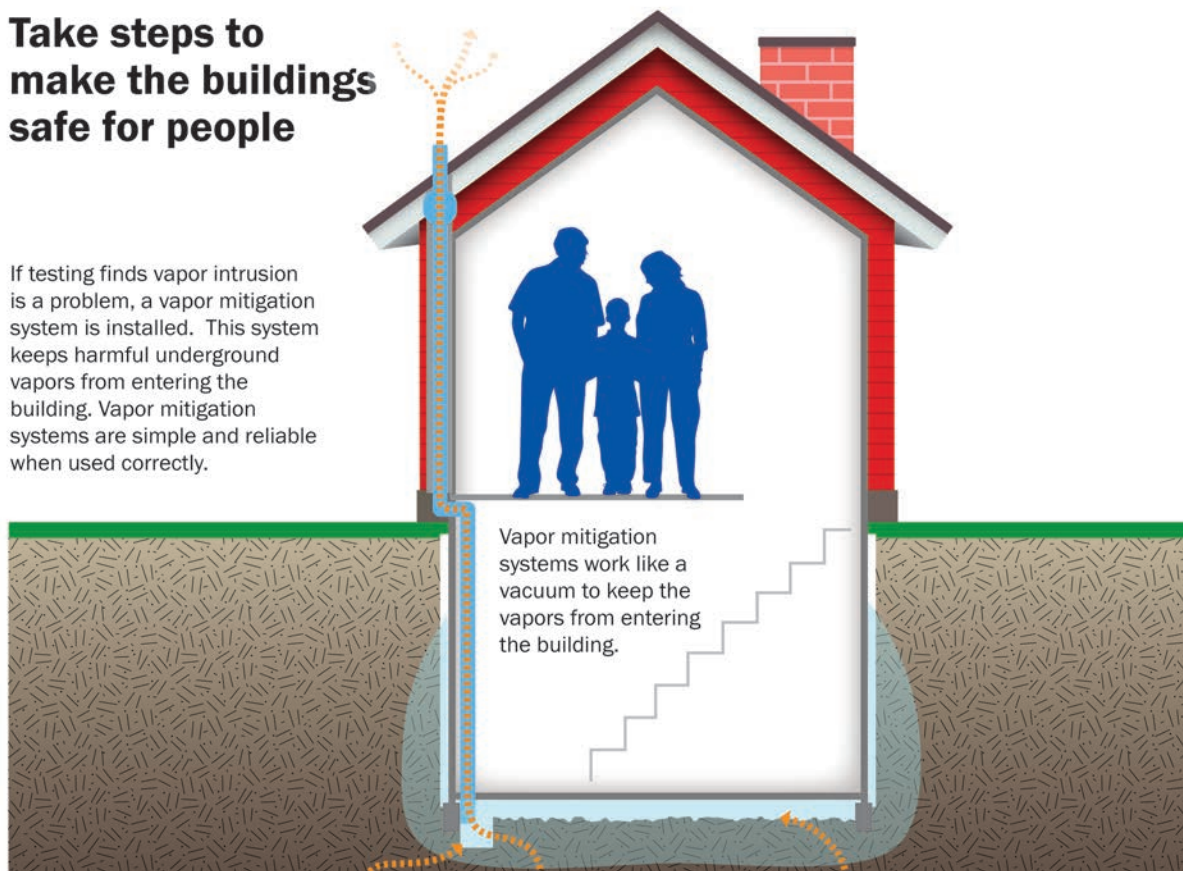 Take steps to
make the buildings
safe for people
If testing finds vapor intrusion
is a problem, a vapor mitigation
system is installed.  This system
keeps harmful underground
vapors from entering the
building. Vapor mitigation
systems are simple and reliable
when used correctly.
Vapor mitigation
systems work like a
vacuum to keep the
vapors from entering
the building.